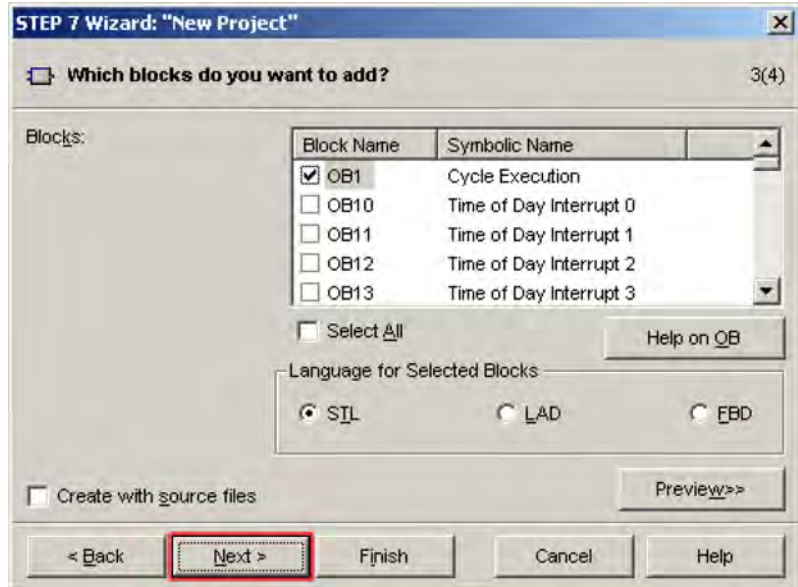 STEP 7 Wizard: "New Project"
Which blocks do you want to add? 3(4)
Blocks:
Block Name Symbolic Name
OB1 Cycle Execution
OB10 Time of Day Interrupt 0
OB11 Time of Day Interrupt 1
OB12 Time of Day Interrupt 2
OB13 Time of Day Interrupt 3
Select All
Help on OB
Language for Selected Blocks
STL LAD FBD
Create with source files
Preview>>
< Back Next > Finish Cancel Help